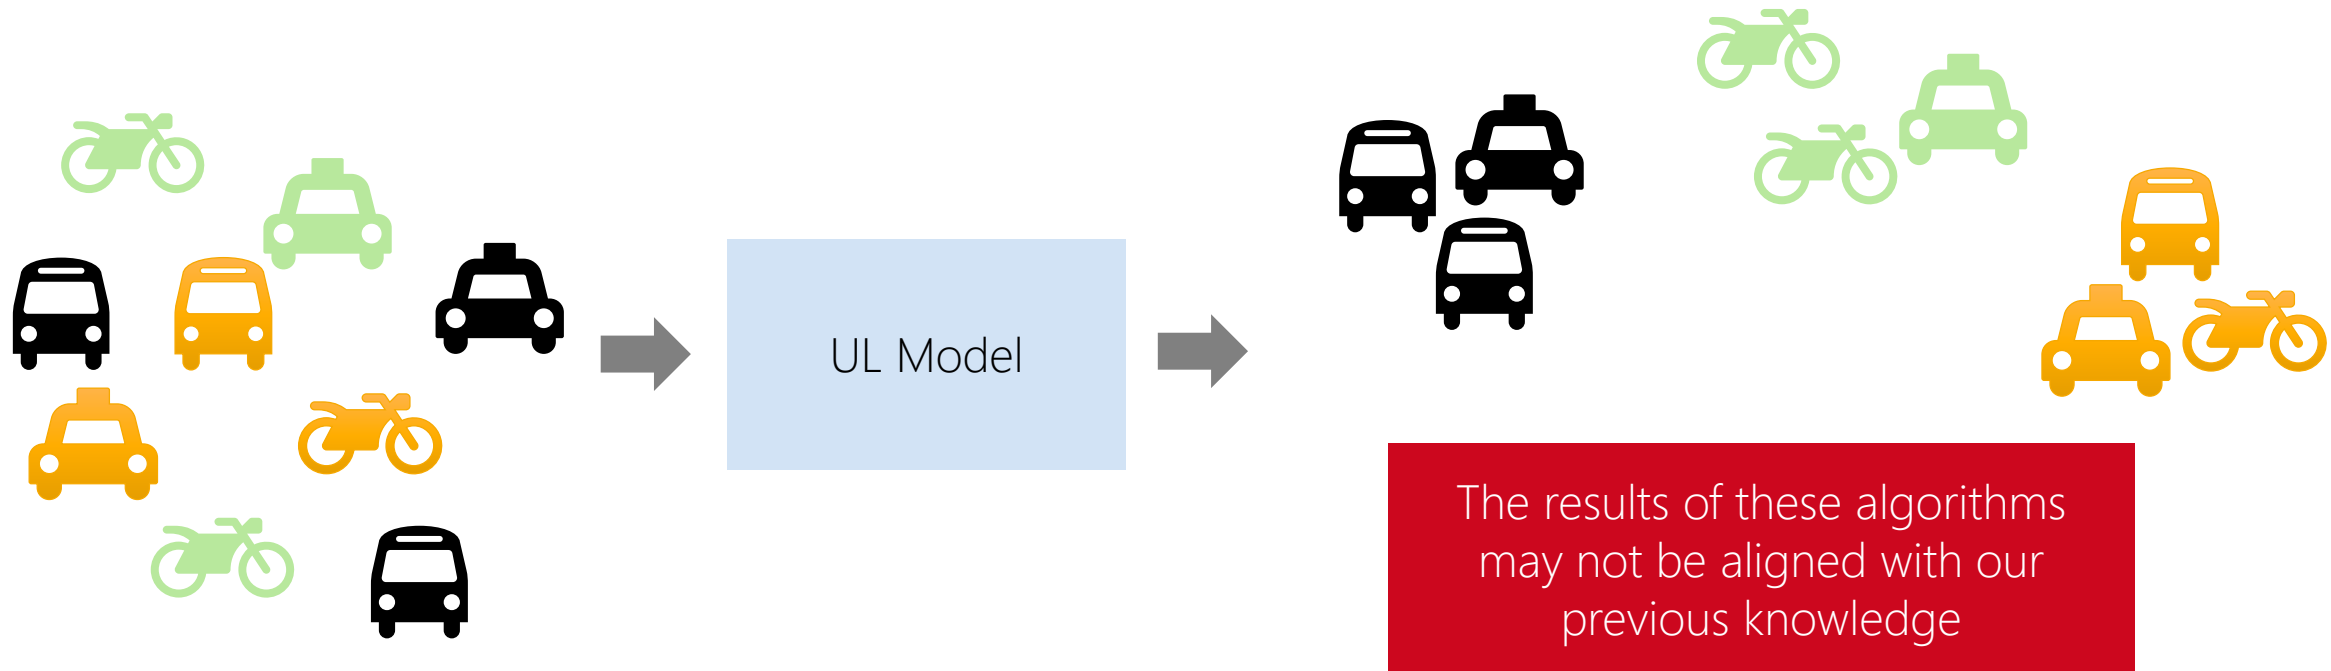 UL Model
The results of these algorithms
may not be aligned with our
previous knowledge